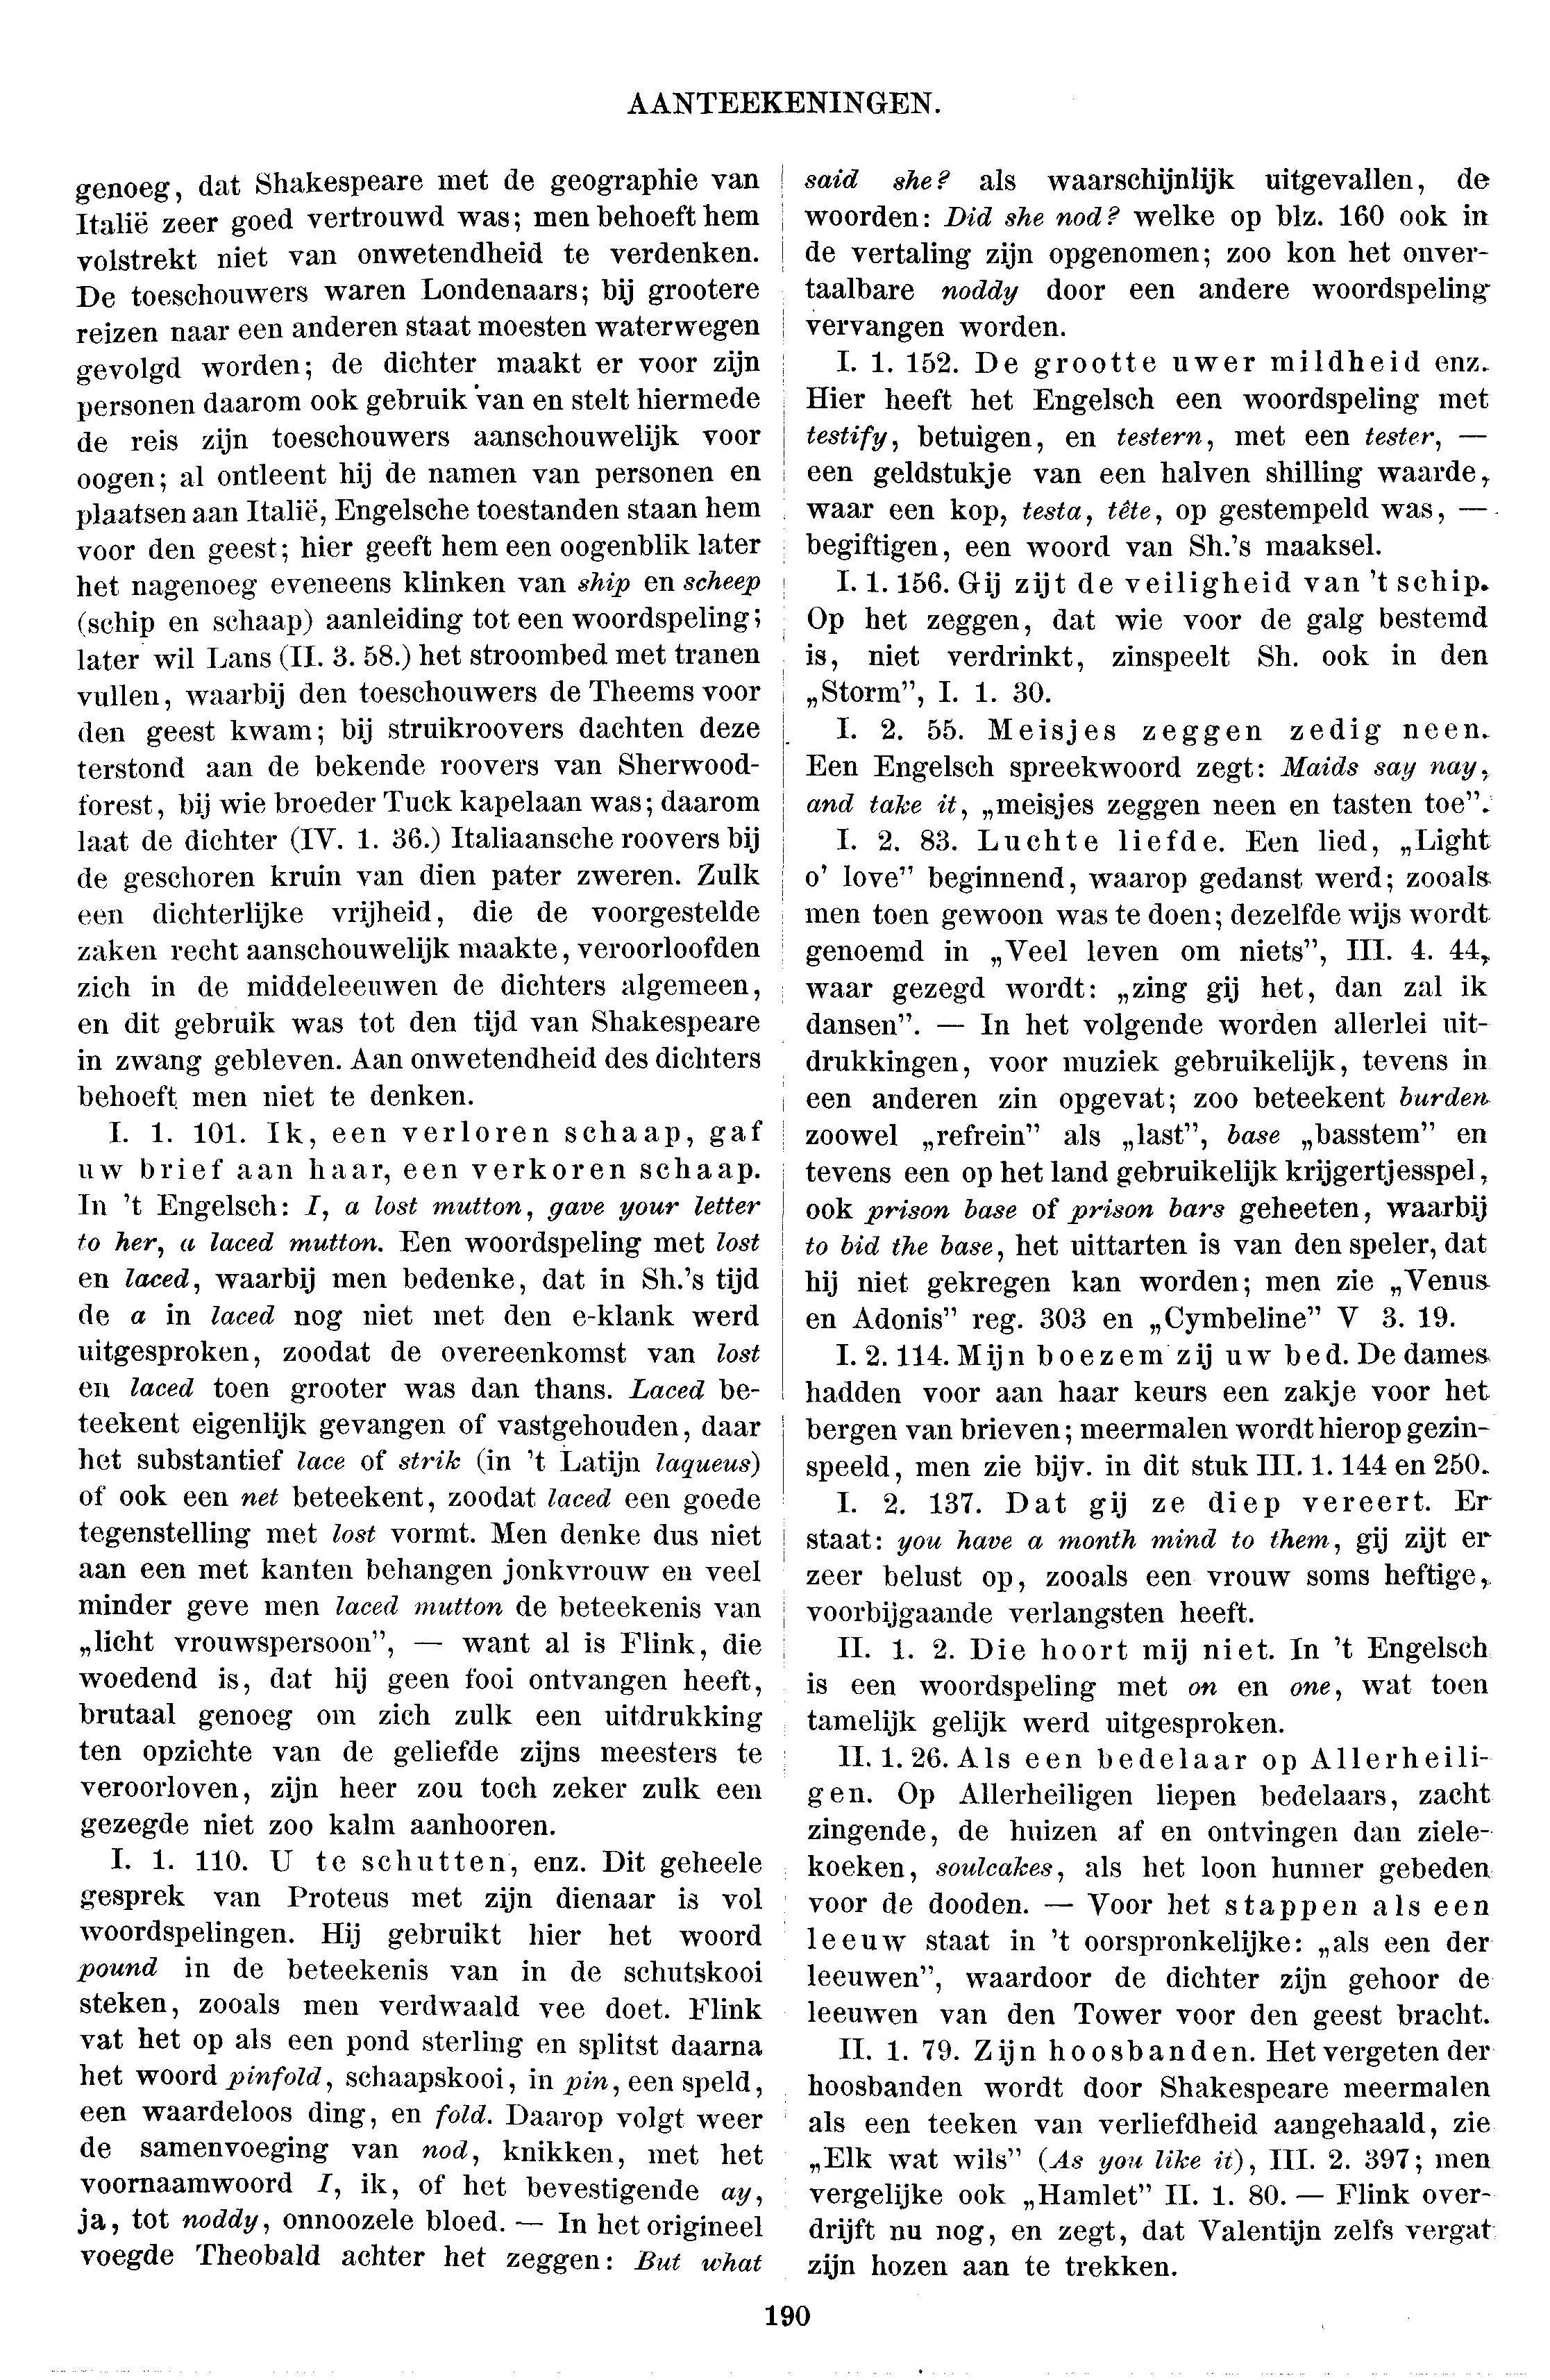 AANTEEKENINGEN.
genoeg, dat Shakespeare met de geographie van
Italië zeer goed vertrouwd was; men behoeft hem
volstrekt niet van onwetendheid te verdenken.
De toeschouwers waren Londenaars; bij grootere
reizen naar een anderen staat moesten waterwegen
gevolgd worden; de dichter maakt er voor zijn
personen daarom ook gebruik van en stelt hiermede
de reis zijn toeschouwers aanschouwelijk voor
oogen; al ontleent hij de namen van personen en
plaatsen aan Italië, Engelsche toestanden staan hem
voor den geest; hier geeft hem een oogenblik later
het nagenoeg eveneens klinken van ship en scheep
(schip en schaap) aanleiding tot een woordspeling;
later wil Lans (II. 3. 58.) het stroombed met tranen
vullen, waarbij den toeschouwers de Theems voor
den geest kwam; bij struikroovers dachten deze
terstond aan de bekende roovers van Sherwood-
forest, bij wie broeder Tuck kapelaan was; daarom
laat de dichter (IV. 1. 36.) Italiaansche roovers bij
de geschoren kruin van dien pater zweren. Zulk
een dichterlijke vrijheid, die de voorgestelde
zaken recht aanschouwelijk maakte, veroorloofden
zich in de middeleeuwen de dichters algemeen,
en dit gebruik was tot den tijd van Shakespeare
in zwang gebleven. Aan onwetendheid des dichters
behoeft men niet te denken.
I. 1. 101. Ik, een verloren schaap, gaf
uw brief aan haar, een verkoren schaap.
In 't Engelsch: I, a lost mutton, gave your letter
to her, a laced mutton. Een woordspeling met lost
en laced, waarbij men bedenke, dat in Sh.'s tijd
de a in laced nog niet met den e-klank werd
uitgesproken, zoodat de overeenkomst van lost
en laced toen grooter was dan thans. Laced be-
teekent eigenlijk gevangen of vastgehouden, daar
het substantief lace of strik (in 't Latijn laqueus)
of ook een net beteekent, zoodat laced een goede
tegenstelling met lost vormt. Men denke dus niet
aan een met kanten behangen jonkvrouw en veel
minder geve men laced mutton de beteekenis van
„licht vrouwspersoon”, — want al is Flink, die
woedend is, dat hij geen fooi ontvangen heeft,
brutaal genoeg om zich zulk een uitdrukking
ten opzichte van de geliefde zijns meesters te
veroorloven, zijn heer zou toch zeker zulk een
gezegde niet zoo kalm aanhooren.
I. 1. 110. U te schutten, enz. Dit geheele
gesprek van Proteus met zijn dienaar is vol
woordspelingen. Hij gebruikt hier het woord
pound in de beteekenis van in de schutskooi
steken, zooals men verdwaald vee doet. Flink
vat het op als een pond sterling en splitst daarna
het woord pinfold, schaapskooi, in pin, een speld,
een waardeloos ding, en fold. Daarop volgt weer
de samenvoeging van nod, knikken, met het
voornaamwoord I, ik, of het bevestigende ay,
ja, tot noddy, onnoozele bloed. — In het origineel
voegde Theobald achter het zeggen: But what
said she? als waarschijnlijk uitgevallen, de
woorden: Did she nod? welke op blz. 160 ook in
de vertaling zijn opgenomen; zoo kon het onver-
taalbare noddy door een andere woordspeling
vervangen worden.
I. 1. 152. De grootte uwer mildheid enz.
Hier heeft het Engelsch een woordspeling met
testify, betuigen, en testern, met een tester, —
een geldstukje van een halven shilling waarde,
waar een kop, testa, tête, op gestempeld was, —
begiftigen, een woord van Sh.'s maaksel.
I. 1. 156. Gij zijt de veiligheid van 't schip.
Op het zeggen, dat wie voor de galg bestemd
is, niet verdrinkt, zinspeelt Sh. ook in den
„Storm”, I. 1. 30.
I. 2. 55. Meisjes zeggen zedig neen.
Een Engelsch spreekwoord zegt: Maids say nay,
and take it, „meisjes zeggen neen en tasten toe”.
I. 2. 83. Luchte liefde. Een lied, „Light
o' love” beginnend, waarop gedanst werd; zooals
men toen gewoon was te doen; dezelfde wijs wordt
genoemd in „Veel leven om niets”, III. 4. 44,
waar gezegd wordt: „zing gij het, dan zal ik
dansen”. — In het volgende worden allerlei uit-
drukkingen, voor muziek gebruikelijk, tevens in
een anderen zin opgevat; zoo beteekent burden
zoowel „refrein” als „last”, base „basstem” en
tevens een op het land gebruikelijk krijgertjesspel,
ook prison base of prison bars geheeten, waarbij
to bid the base, het uittarten is van den speler, dat
hij niet gekregen kan worden; men zie „Venus
en Adonis” reg. 303 en „Cymbeline” V 3. 19.
I. 2. 114. Mijn boezem zij uw bed. De dames
hadden voor aan haar keurs een zakje voor het
bergen van brieven; meermalen wordt hierop gezin-
speeld, men zie bijv. in dit stuk III. 1. 144 en 250.
I. 2. 137. Dat gij ze diep vereert. Er
staat: you have a month mind to them, gij zijt er
zeer belust op, zooals een vrouw soms heftige,
voorbijgaande verlangsten heeft.
II. 1. 2. Die hoort mij niet. In 't Engelsch
is een woordspeling met on en one, wat toen
tamelijk gelijk werd uitgesproken.
II. 1. 26. Als een bedelaar op Allerheili-
gen. Op Allerheiligen liepen bedelaars, zacht
zingende, de huizen af en ontvingen dan ziele-
koeken, soulcakes, als het loon hunner gebeden
voor de dooden. — Voor het stappen als een
leeuw staat in 't oorspronkelijke: „als een der
leeuwen”, waardoor de dichter zijn gehoor de
leeuwen van den Tower voor den geest bracht.
II. 1. 79. Zijn hoosbanden. Het vergeten der
hoosbanden wordt door Shakespeare meermalen
als een teeken van verliefdheid aangehaald, zie
„Elk wat wils” (As you like it), III. 2. 397; men
vergelijke ook „Hamlet” II. 1. 80. — Flink over-
drijft nu nog, en zegt, dat Valentijn zelfs vergat
zijn hozen aan te trekken.
190